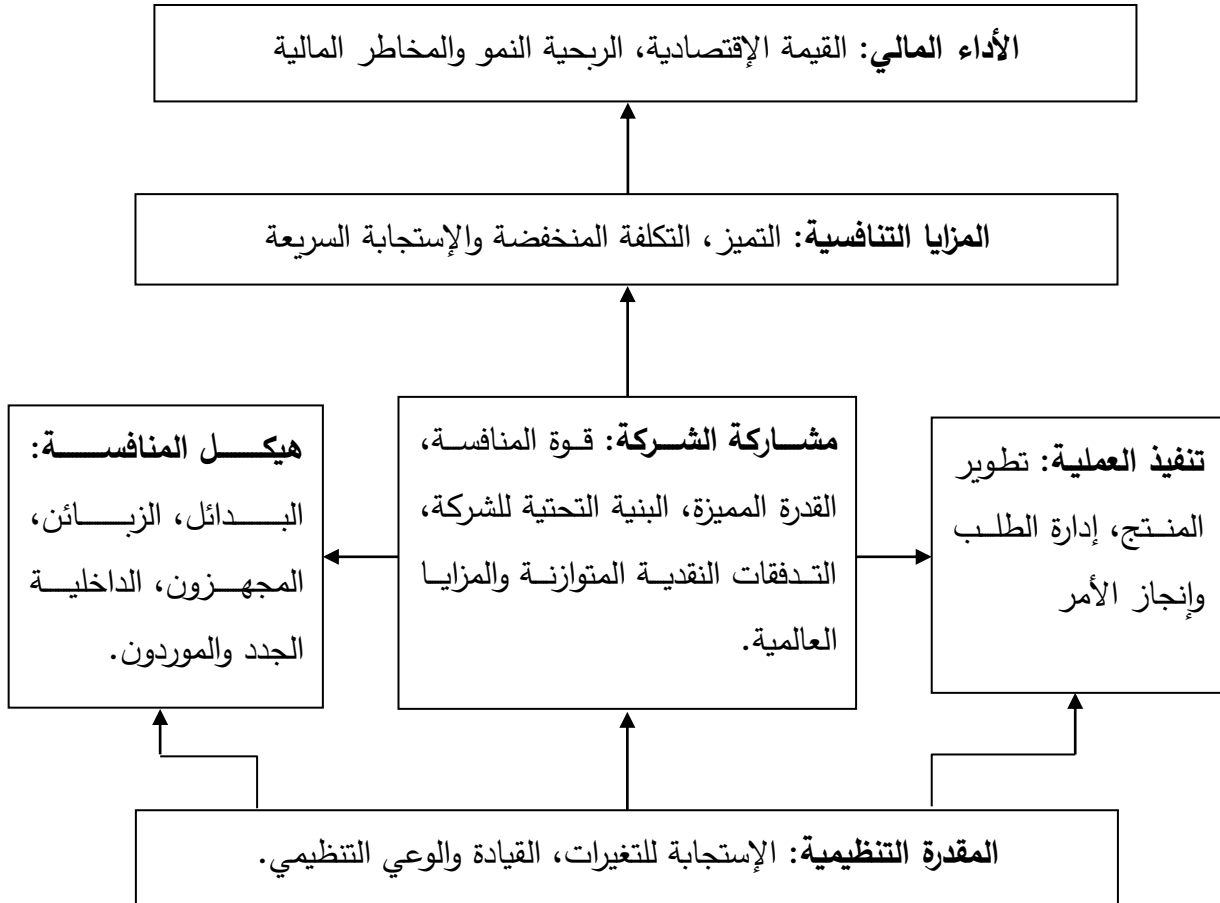 الأداء المالي: القيمة الإقتصادية، الربحية النمو والمخاطر المالية
المزايا التنافسية: التميز، التكلفة المنخفضة والإستجابة السريعة
تنفيذ العملية: تطوير
المنتج، إدارة الطلب
وإنجاز الأمر
مشاركة الشركة: قوة المنافسة،
القدرة المميزة، البنية التحتية للشركة،
التدفقات النقدية المتوازنة والمزايا
العالمية.
هيكل المنافسة:
البدائل، الزبائن،
المجهزون، الداخلية
الجدد والموردون.
المقدرة التنظيمية: الإستجابة للتغيرات، القيادة والوعي التنظيمي.